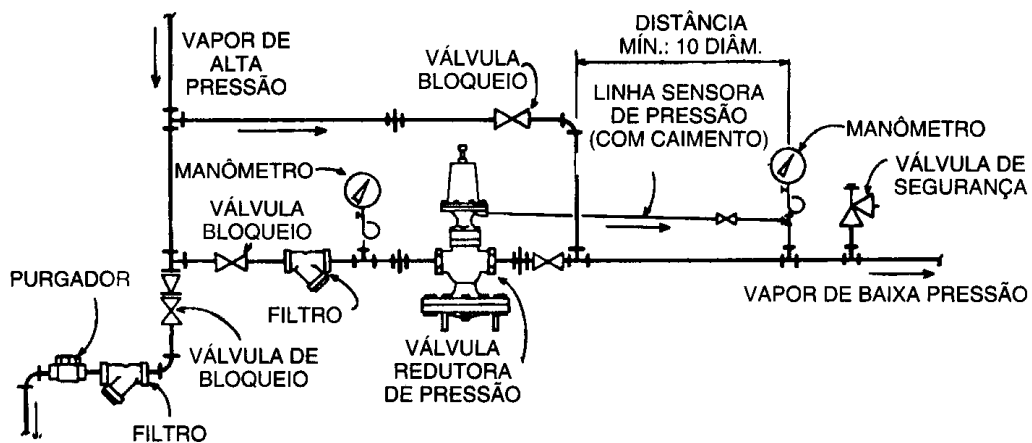 VAPOR DE
ALTA
PRESSÃO
VÁLVULA
BLOQUEIO
DISTÂNCIA
MÍN.: 10 DIÂM.
LINHA SENSORA
DE PRESSÃO
(COM CAIMENTO)
MANÔMETRO
VÁLVULA DE
SEGURANÇA
MANÔMETRO
VÁLVULA
BLOQUEIO
PURGADOR
FILTRO
VAPOR DE BAIXA PRESSÃO
VÁLVULA DE
BLOQUEIO
VÁLVULA
REDUTORA
DE PRESSÃO
FILTRO